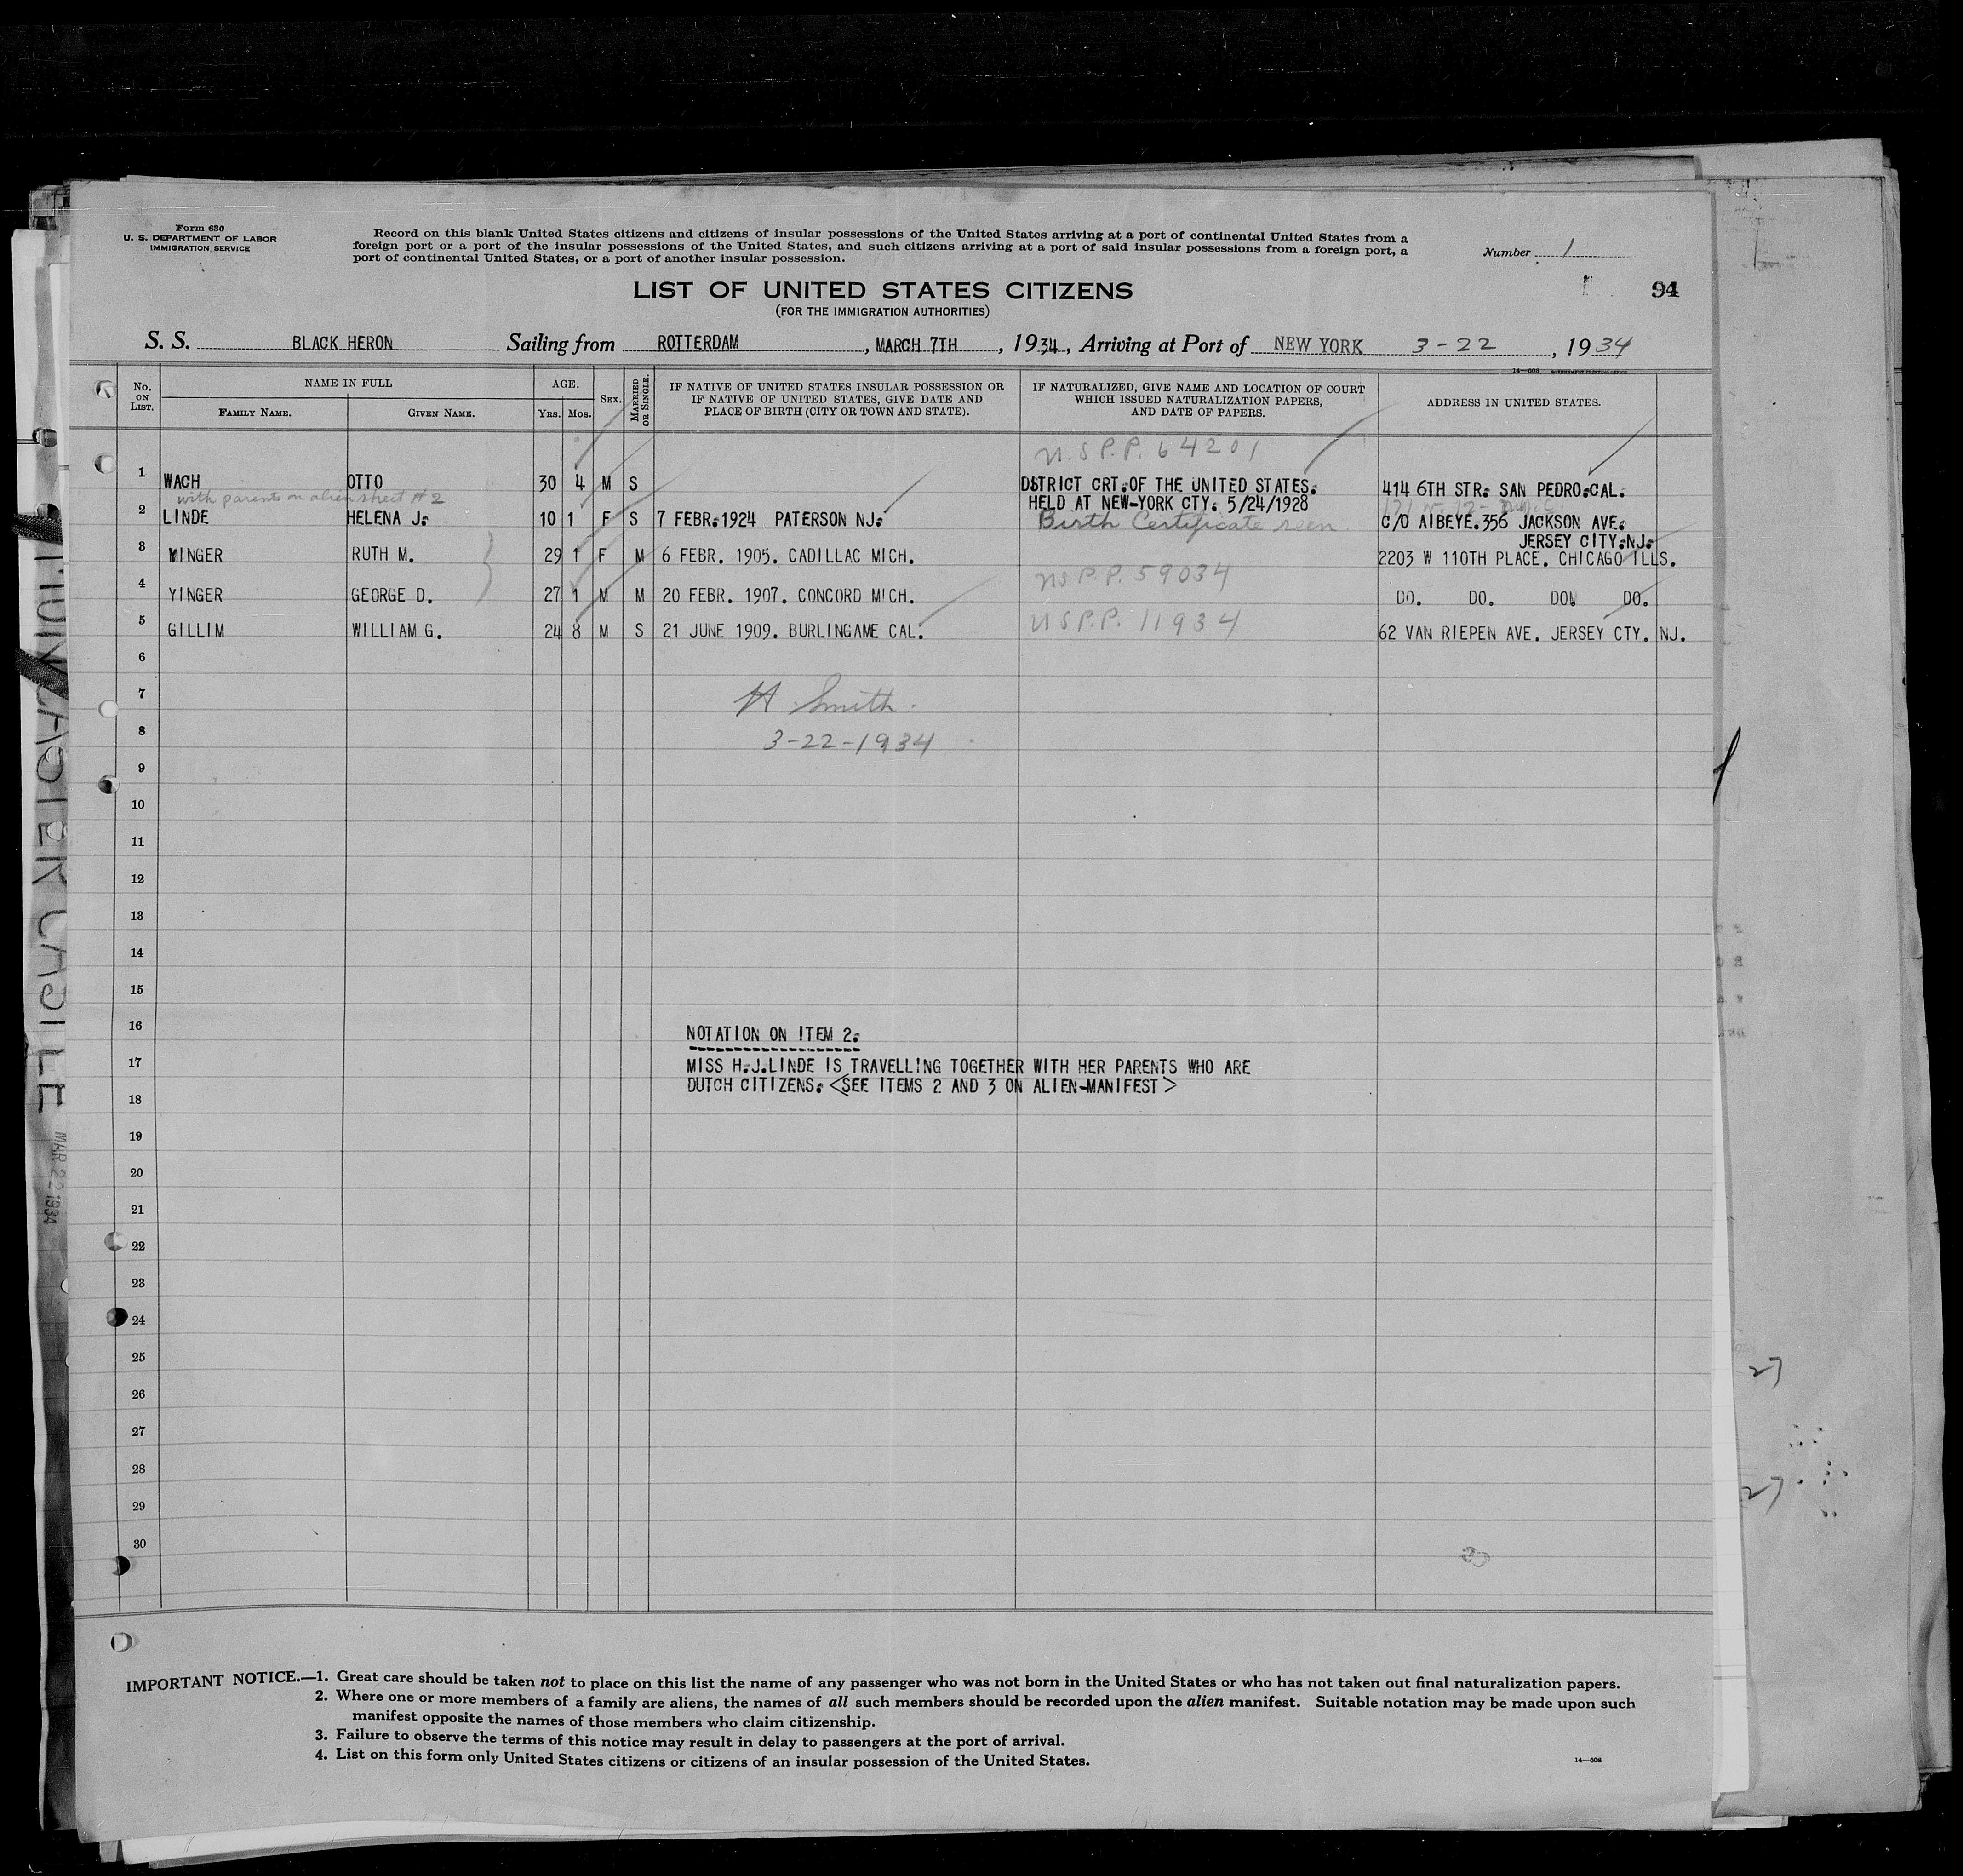 Form 630
U. S. DEPARTMENT OF LABOR
IMMIGRATION SERVICE
Record on this blank United States citizens and citizens of insular possessions of the United States arriving at a port of continental United States from a
foreign port or a port of the insular possessions of the United States, and such citizens arriving at a port of said insular possessions from a foreign port, a
port of continental United States, or a port of another insular possession.
Number 1
LIST OF UNITED STATES CITIZENS
94
(FOR THE IMMIGRATION AUTHORITIES)
S. S. BLACK HERON Sailing from ROTTERDAM , MARCH 7TH , 1934, Arriving at Port of NEW YORK 3-22 , 1934
14—608
No. ON LIST. NAME IN FULL AGE. SEX. MARRIED OR SINGLE. IF NATIVE OF UNITED STATES INSULAR POSSESSION OR IF NATIVE OF UNITED STATES, GIVE DATE AND PLACE OF BIRTH (CITY OR TOWN AND STATE). IF NATURALIZED, GIVE NAME AND LOCATION OF COURT WHICH ISSUED NATURALIZATION PAPERS, AND DATE OF PAPERS. ADDRESS IN UNITED STATES.
FAMILY NAME. GIVEN NAME. YRS. MOS.
U.S P.P. 64201
1 WACH OTTO 30 4 M S DSTRICT CRT.OF THE UNITED STATES. 414 6TH STR. SAN PEDRO.CAL.
with parents on alien sheet # 2 HELD AT NEW-YORK CTY. 5/24/1928
2 LINDE HELENA J. 10 1 F S 7 FEBR.1924 PATERSON NJ. Birth Certificate seen C/O AIBEYE.356 JACKSON AVE.
JERSEY CITY.NJ.
3 MINGER RUTH M. 29 1 F M 6 FEBR. 1905. CADILLAC MICH. 2203 W 110TH PLACE. CHICAGO ILLS.
US P.P. 59034
4 YINGER GEORGE D. 27 1 M M 20 FEBR. 1907. CONCORD MICH. DO. DO. DO. DO.
5 GILLIM WILLIAM G. 24 8 M S 21 JUNE 1909. BURLINGAME CAL. USP.P. 11934 62 VAN RIEPEN AVE. JERSEY CTY. NJ.
6
7
H Smith
8
3-22-1934
9
10
11
12
13
14
15
16
NOTATION ON ITEM 2.
17
MISS H.J.LINDE IS TRAVELLING TOGETHER WITH HER PARENTS WHO ARE
DUTCH CITIZENS. <SEE ITEMS 2 AND 3 ON ALIEN-MANIFEST>
18
19
20
21
22
23
24
25
26
27
28
29
30
MAR 22 1934
27
27
IMPORTANT NOTICE.—1. Great care should be taken not to place on this list the name of any passenger who was not born in the United States or who has not taken out final naturalization papers.
2. Where one or more members of a family are aliens, the names of all such members should be recorded upon the alien manifest. Suitable notation may be made upon such
manifest opposite the names of those members who claim citizenship.
3. Failure to observe the terms of this notice may result in delay to passengers at the port of arrival.
4. List on this form only United States citizens or citizens of an insular possession of the United States.
14—608